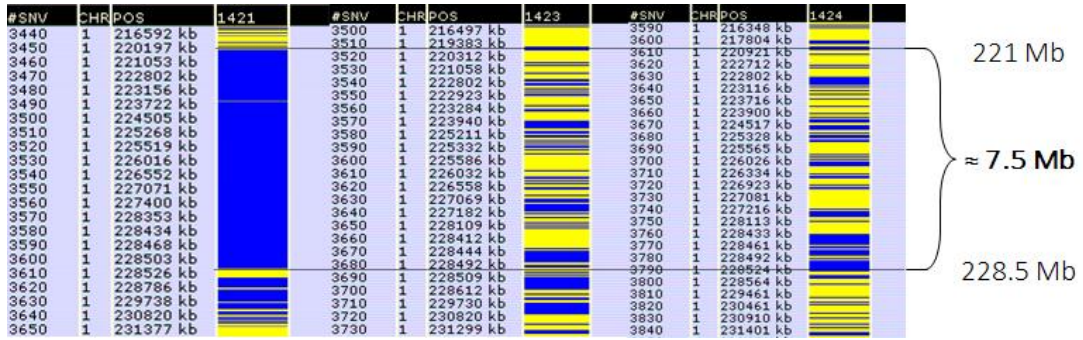 #SNV CHR POS 1421
3440 1 216592 kb
3450 1 220197 kb
3460 1 221053 kb
3470 1 222802 kb
3480 1 223156 kb
3490 1 223722 kb
3500 1 224505 kb
3510 1 225268 kb
3520 1 225519 kb
3530 1 226016 kb
3540 1 226552 kb
3550 1 227071 kb
3560 1 227400 kb
3570 1 228353 kb
3580 1 228434 kb
3590 1 228468 kb
3600 1 228503 kb
3610 1 228526 kb
3620 1 228786 kb
3630 1 229738 kb
3640 1 230820 kb
3650 1 231377 kb
#SNV CHR POS 1423
3500 1 216497 kb
3510 1 219383 kb
3520 1 220312 kb
3530 1 221058 kb
3540 1 222802 kb
3550 1 222923 kb
3560 1 223284 kb
3570 1 223940 kb
3580 1 225211 kb
3590 1 225332 kb
3600 1 225586 kb
3610 1 226032 kb
3620 1 226558 kb
3630 1 227069 kb
3640 1 227182 kb
3650 1 228109 kb
3660 1 228412 kb
3670 1 228444 kb
3680 1 228492 kb
3690 1 228509 kb
3700 1 228612 kb
3710 1 229730 kb
3720 1 230820 kb
3730 1 231299 kb
#SNV CHR POS 1424
3590 1 216348 kb
3600 1 217804 kb
3610 1 220921 kb
3620 1 222712 kb
3630 1 222802 kb
3640 1 223116 kb
3650 1 223716 kb
3660 1 223900 kb
3670 1 224517 kb
3680 1 225328 kb
3690 1 225565 kb
3700 1 226026 kb
3710 1 226334 kb
3720 1 226923 kb
3730 1 227081 kb
3740 1 227216 kb
3750 1 228113 kb
3760 1 228433 kb
3770 1 228461 kb
3780 1 228492 kb
3790 1 228524 kb
3800 1 228564 kb
3810 1 229461 kb
3820 1 230461 kb
3830 1 230910 kb
3840 1 231401 kb
221 Mb
≈ 7.5 Mb
228.5 Mb